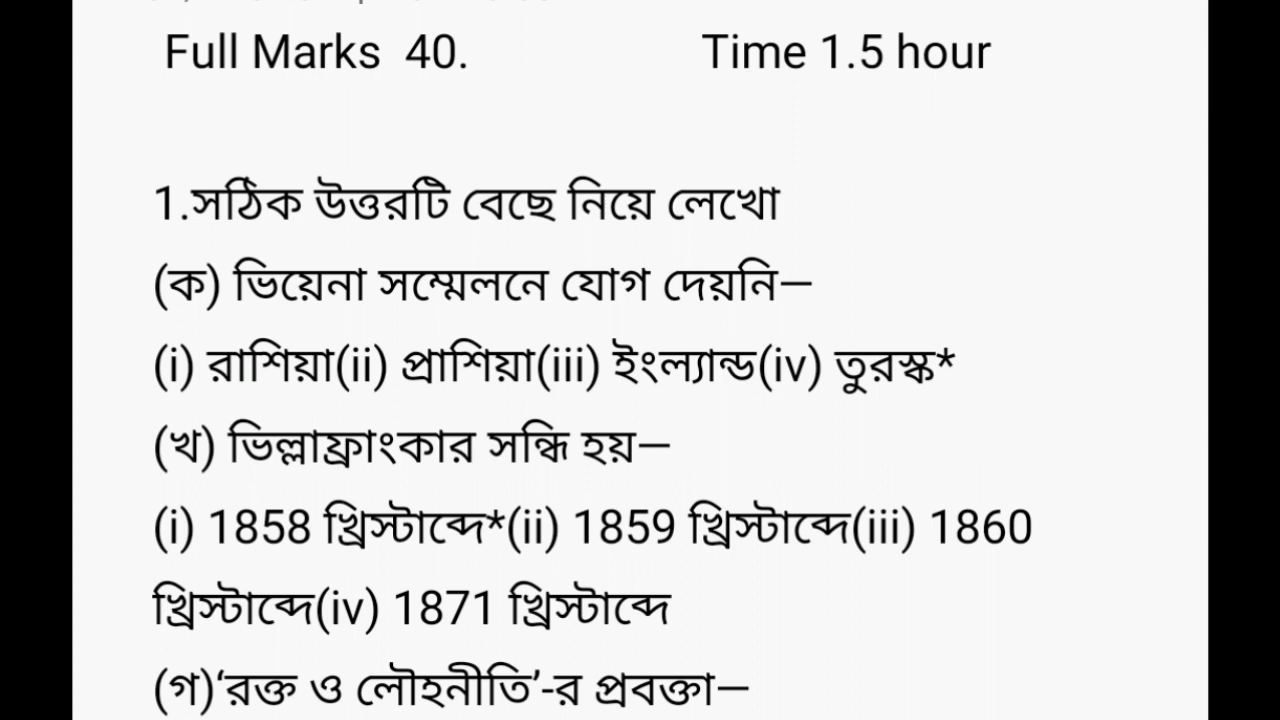 Full Marks 40. Time 1.5 hour
1.সঠিক উত্তরটি বেছে নিয়ে লেখো
(ক) ভিয়েনা সম্মেলনে যোগ দেয়নি—
(i) রাশিয়া(ii) প্রাশিয়া(iii) ইংল্যান্ড(iv) তুরস্ক*
(খ) ভিল্লাফ্রাংকার সন্ধি হয়—
(i) 1858 খ্রিস্টাব্দে*(ii) 1859 খ্রিস্টাব্দে(iii) 1860
খ্রিস্টাব্দে(iv) 1871 খ্রিস্টাব্দে
(গ)‘রক্ত ও লৌহনীতি’-র প্রবক্তা—